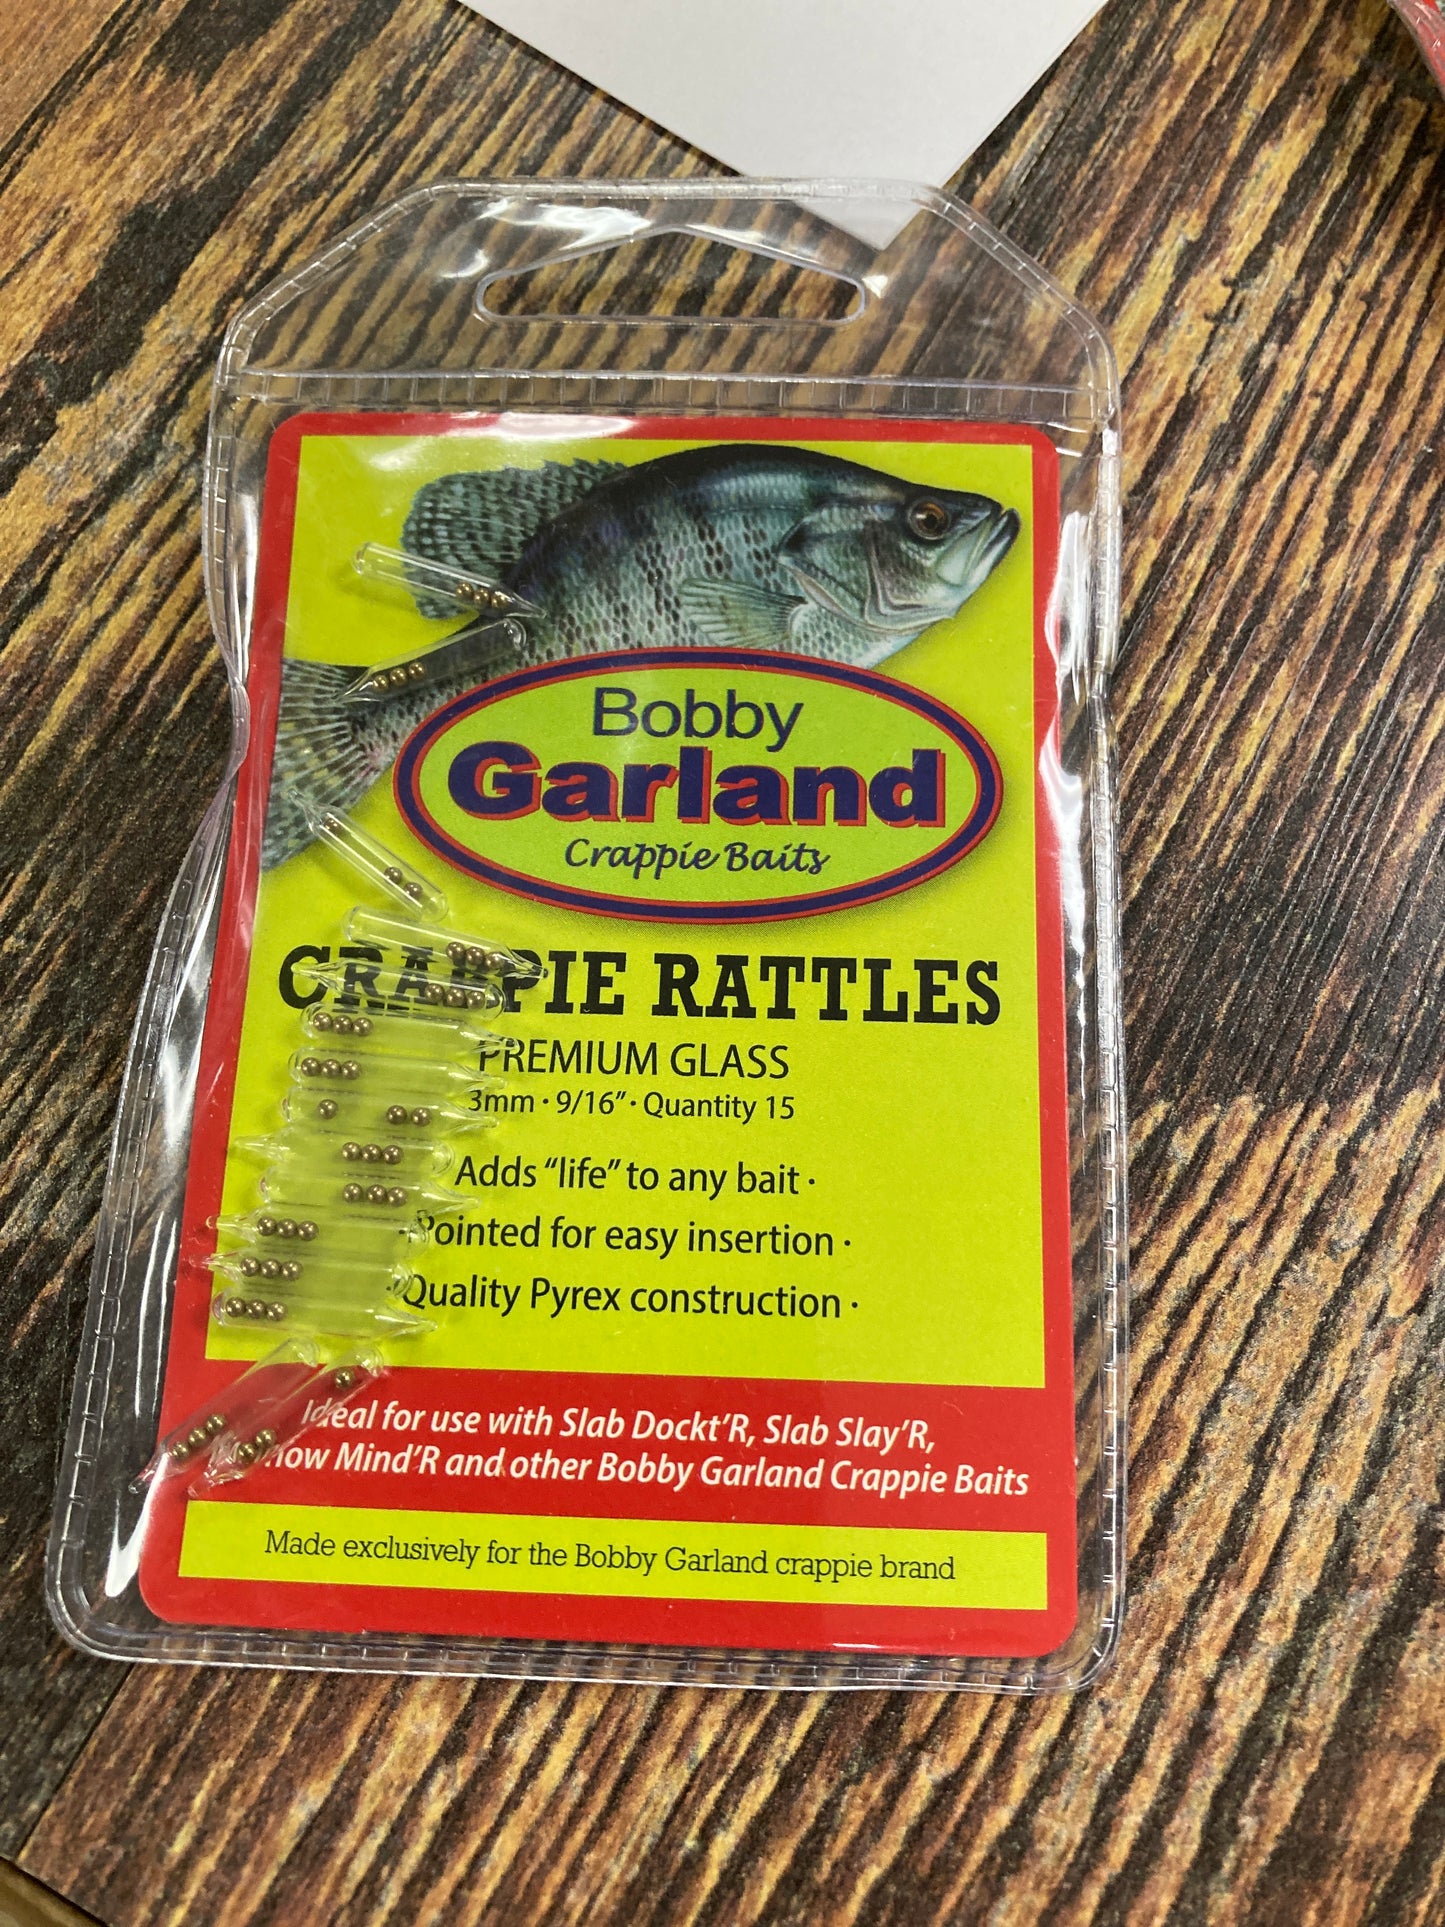 Bobby
Garland
Crappie Baits
CRAPPIE RATTLES
PREMIUM GLASS
3mm · 9/16" · Quantity 15
Adds "life" to any bait ·
· Pointed for easy insertion ·
· Quality Pyrex construction ·
Ideal for use with Slab Dockt'R, Slab Slay'R,
Mind'R and other Bobby Garland Crappie Baits
Made exclusively for the Bobby Garland crappie brand